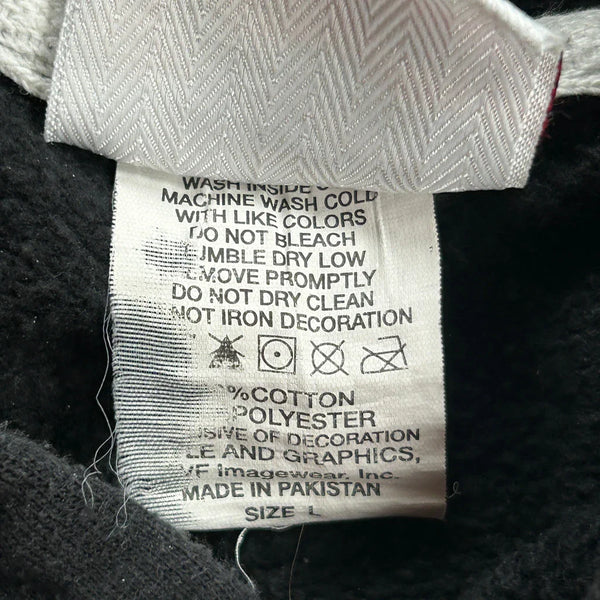 WASH INSIDE
MACHINE WASH COLD
WITH LIKE COLORS
DO NOT BLEACH
UMBLE DRY LOW
MOVE PROMPTLY
DO NOT DRY CLEAN
NOT IRON DECORATION
%COTTON
POLYESTER
SIVE OF DECORATION
LE AND GRAPHICS,
VF Imagewear, Inc.
MADE IN PAKISTAN
SIZE L